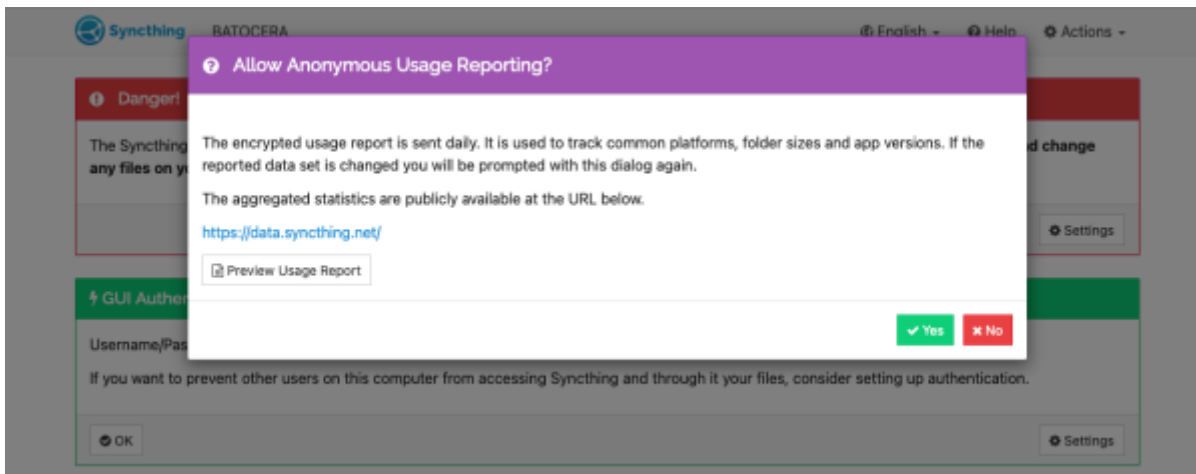 Syncthing BATOCERA English Help Actions
Allow Anonymous Usage Reporting?
Danger!
The encrypted usage report is sent daily. It is used to track common platforms, folder sizes and app versions. If the
The Syncthing
d change
reported data set is changed you will be prompted with this dialog again.
any files on
The aggregated statistics are publicly available at the URL below.
https://data.syncthing.net/
Settings
Preview Usage Report
GUI Authen
Yes No
Username/Pas
If you want to prevent other users on this computer from accessing Syncthing and through it your files, consider setting up authentication.
OK Settings